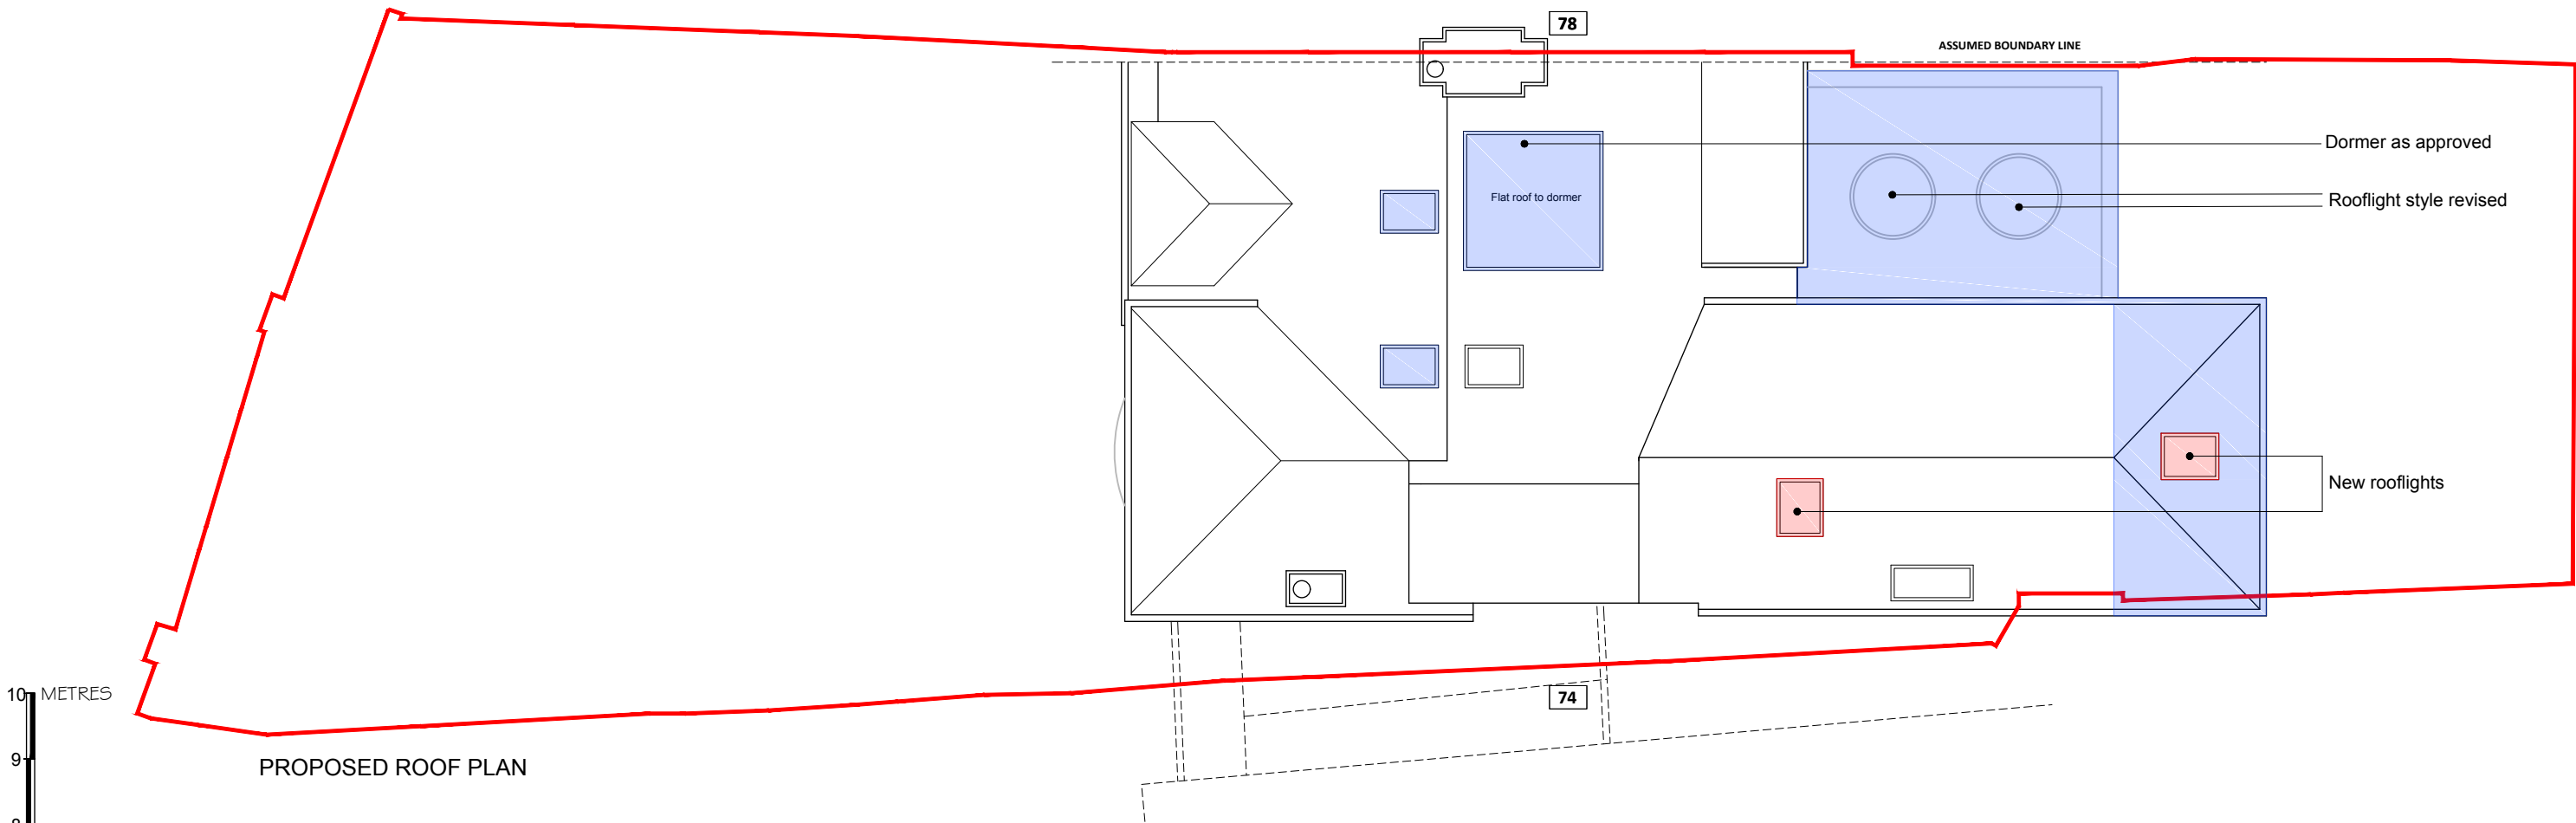 78
ASSUMED BOUNDARY LINE
Dormer as approved
Flat roof to dormer
Rooflight style revised
New rooflights
74
10 METRES
9
PROPOSED ROOF PLAN
8